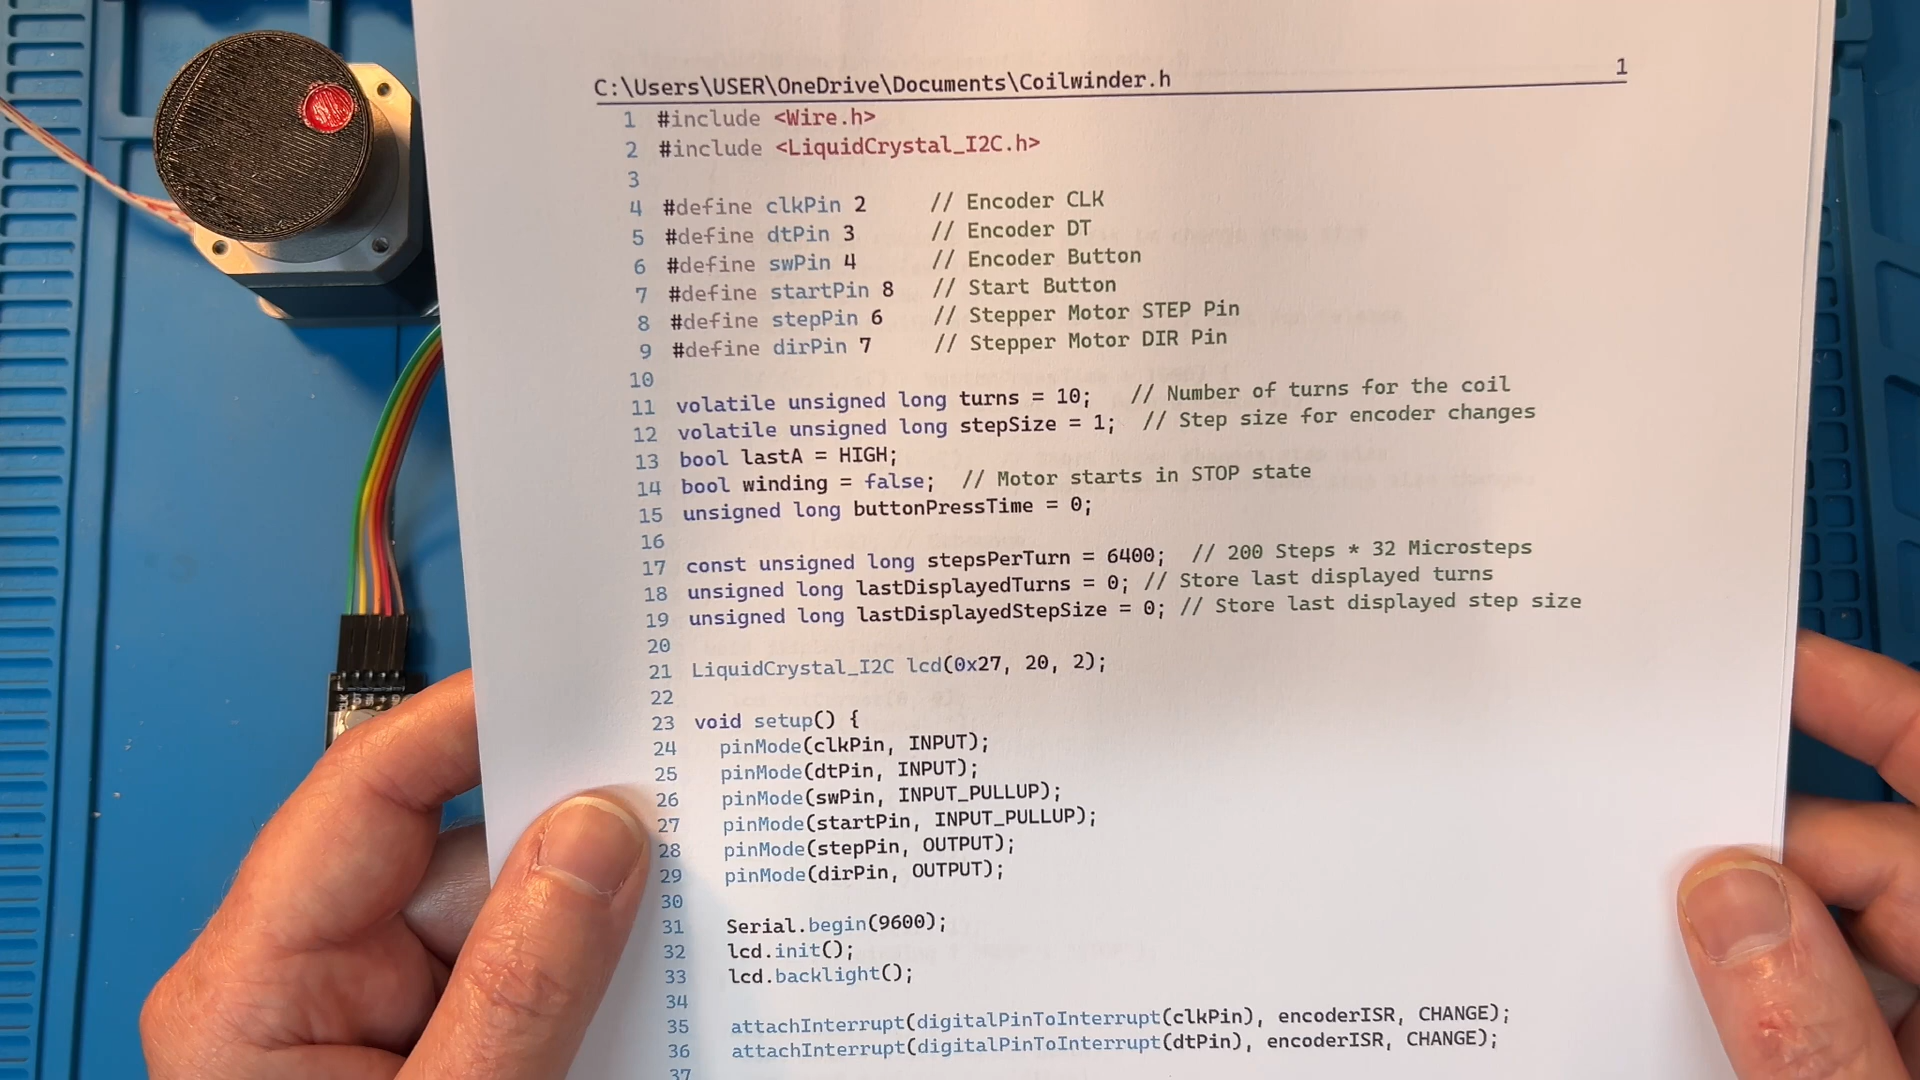 C:\Users\USER\OneDrive\Documents\Coilwinder.h 1
1 #include <Wire.h>
2 #include <LiquidCrystal_I2C.h>
3
4 #define clkPin 2 // Encoder CLK
5 #define dtPin 3 // Encoder DT
6 #define swPin 4 // Encoder Button
7 #define startPin 8 // Start Button
8 #define stepPin 6 // Stepper Motor STEP Pin
9 #define dirPin 7 // Stepper Motor DIR Pin
10
11 volatile unsigned long turns = 10; // Number of turns for the coil
12 volatile unsigned long stepSize = 1; // Step size for encoder changes
13 bool lastA = HIGH;
14 bool winding = false; // Motor starts in STOP state
15 unsigned long buttonPressTime = 0;
16
17 const unsigned long stepsPerTurn = 6400; // 200 Steps * 32 Microsteps
18 unsigned long lastDisplayedTurns = 0; // Store last displayed turns
19 unsigned long lastDisplayedStepSize = 0; // Store last displayed step size
20
21 LiquidCrystal_I2C lcd(0x27, 20, 2);
22
23 void setup() {
24 pinMode(clkPin, INPUT);
25 pinMode(dtPin, INPUT);
26 pinMode(swPin, INPUT_PULLUP);
27 pinMode(startPin, INPUT_PULLUP);
28 pinMode(stepPin, OUTPUT);
29 pinMode(dirPin, OUTPUT);
30
31 Serial.begin(9600);
32 lcd.init();
33 lcd.backlight();
34
35 attachInterrupt(digitalPinToInterrupt(clkPin), encoderISR, CHANGE);
36 attachInterrupt(digitalPinToInterrupt(dtPin), encoderISR, CHANGE);
37